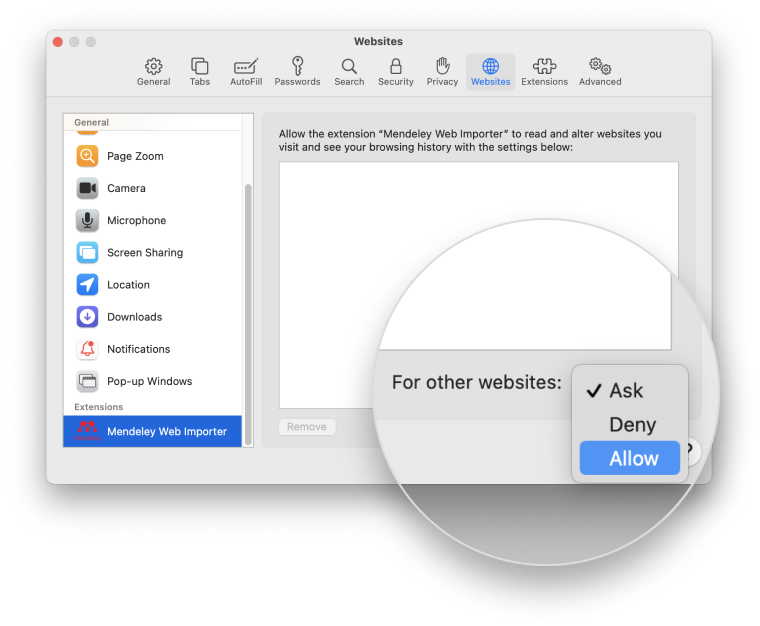 Websites
General
Tabs
AutoFill
Passwords
Search
Security
Privacy
Websites
Extensions
Advanced
General
Page Zoom
Camera
Microphone
Screen Sharing
Location
Downloads
Notifications
Pop-up Windows
Extensions
Mendeley Web Importer
Allow the extension “Mendeley Web Importer” to read and alter websites you
visit and see your browsing history with the settings below:
Remove
For other websites:
✓ Ask
Deny
Allow
?